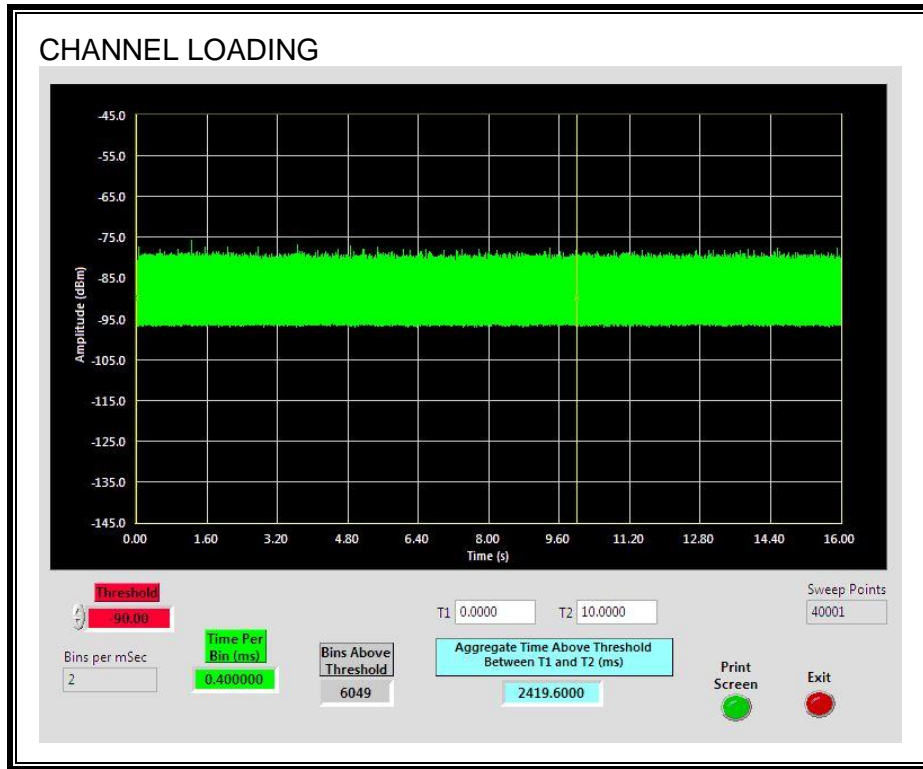 CHANNEL LOADING
-45.0
-55.0
-65.0
-75.0
-85.0
-95.0
-105.0
-115.0
-125.0
-135.0
-145.0
Amplitude (dBm)
0.00 1.60 3.20 4.80 6.40 8.00 9.60 11.20 12.80 14.40 16.00
Time (s)
Threshold
-90.00
Bins per mSec
2
Time Per
Bin (ms)
0.400000
Bins Above
Threshold
6049
T1 0.0000 T2 10.0000
Aggregate Time Above Threshold
Between T1 and T2 (ms)
2419.6000
Sweep Points
40001
Print
Screen
Exit